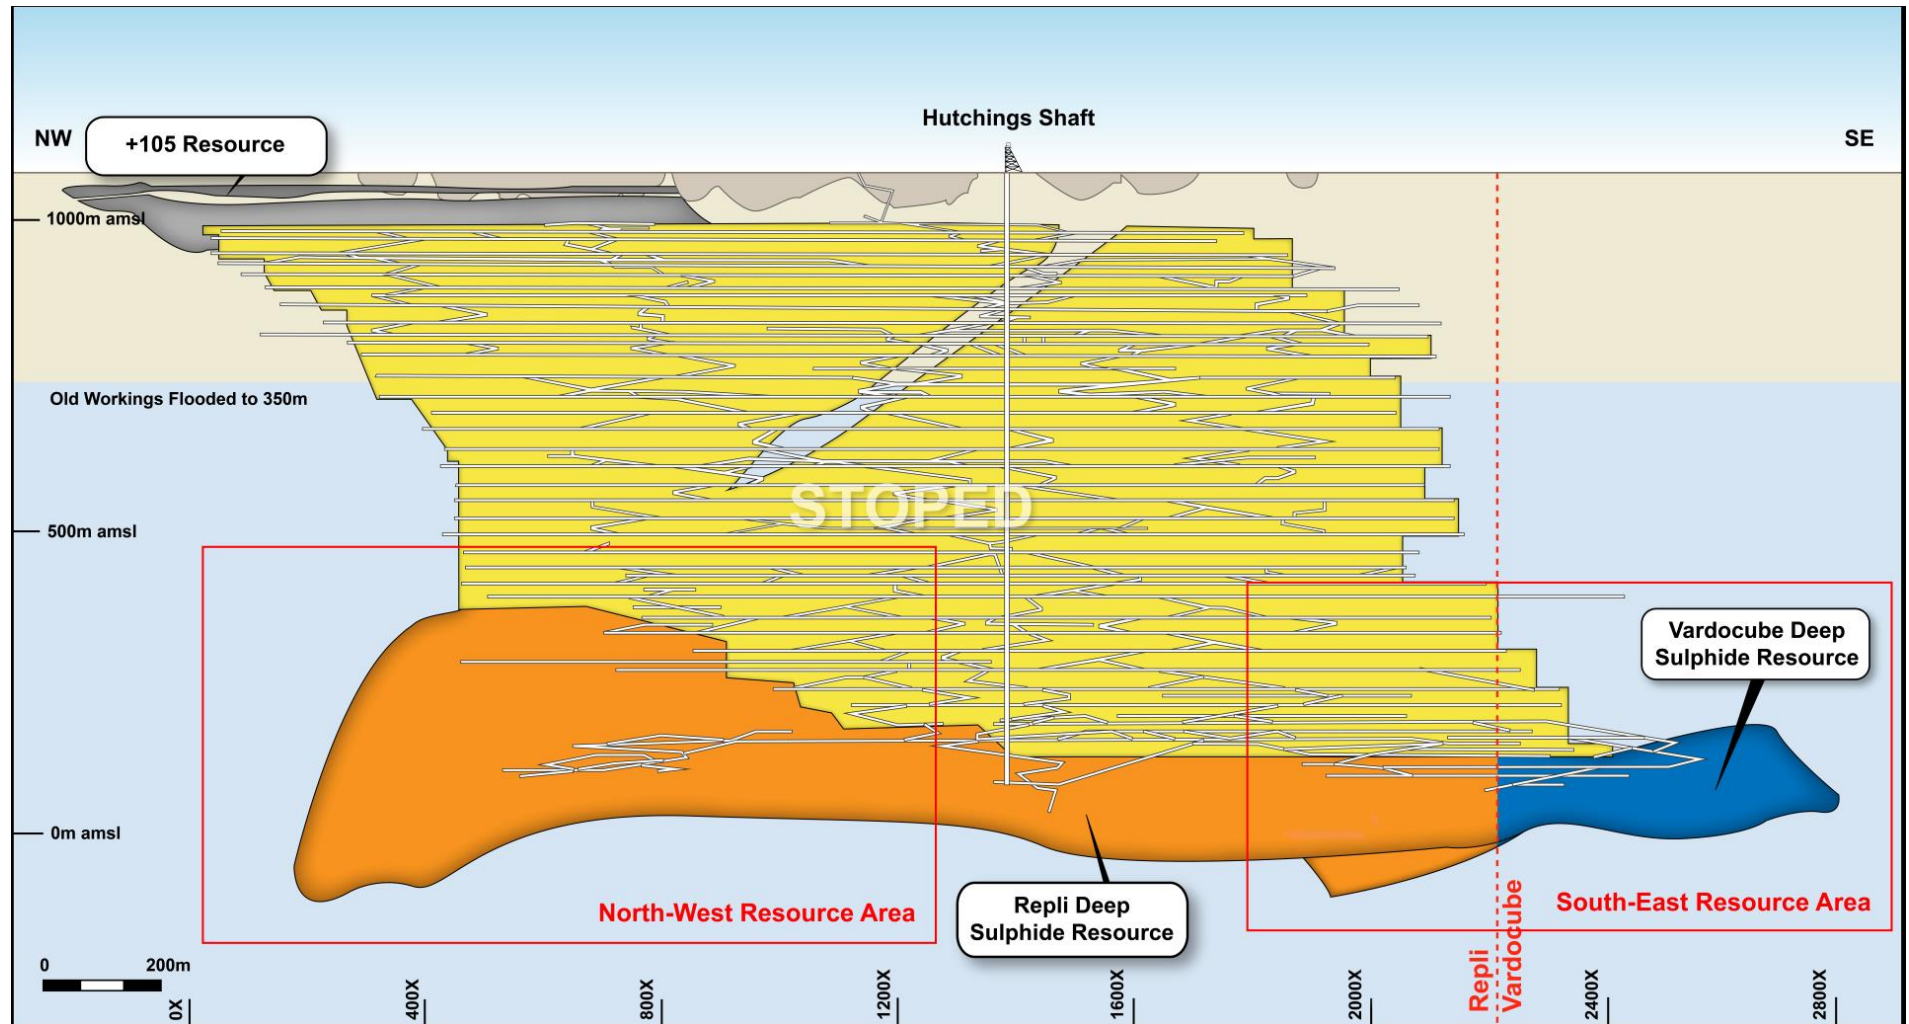 Hutchings Shaft
NW
+105 Resource
SE
1000m amsl
Old Workings Flooded to 350m
STOPED
500m amsl
Vardocube Deep
Sulphide Resource
0m amsl
North-West Resource Area
Repli Deep
Sulphide Resource
South-East Resource Area
Repli
Vardocube
0
200m
0X
400X
800X
1200X
1600X
2000X
2400X
2800X